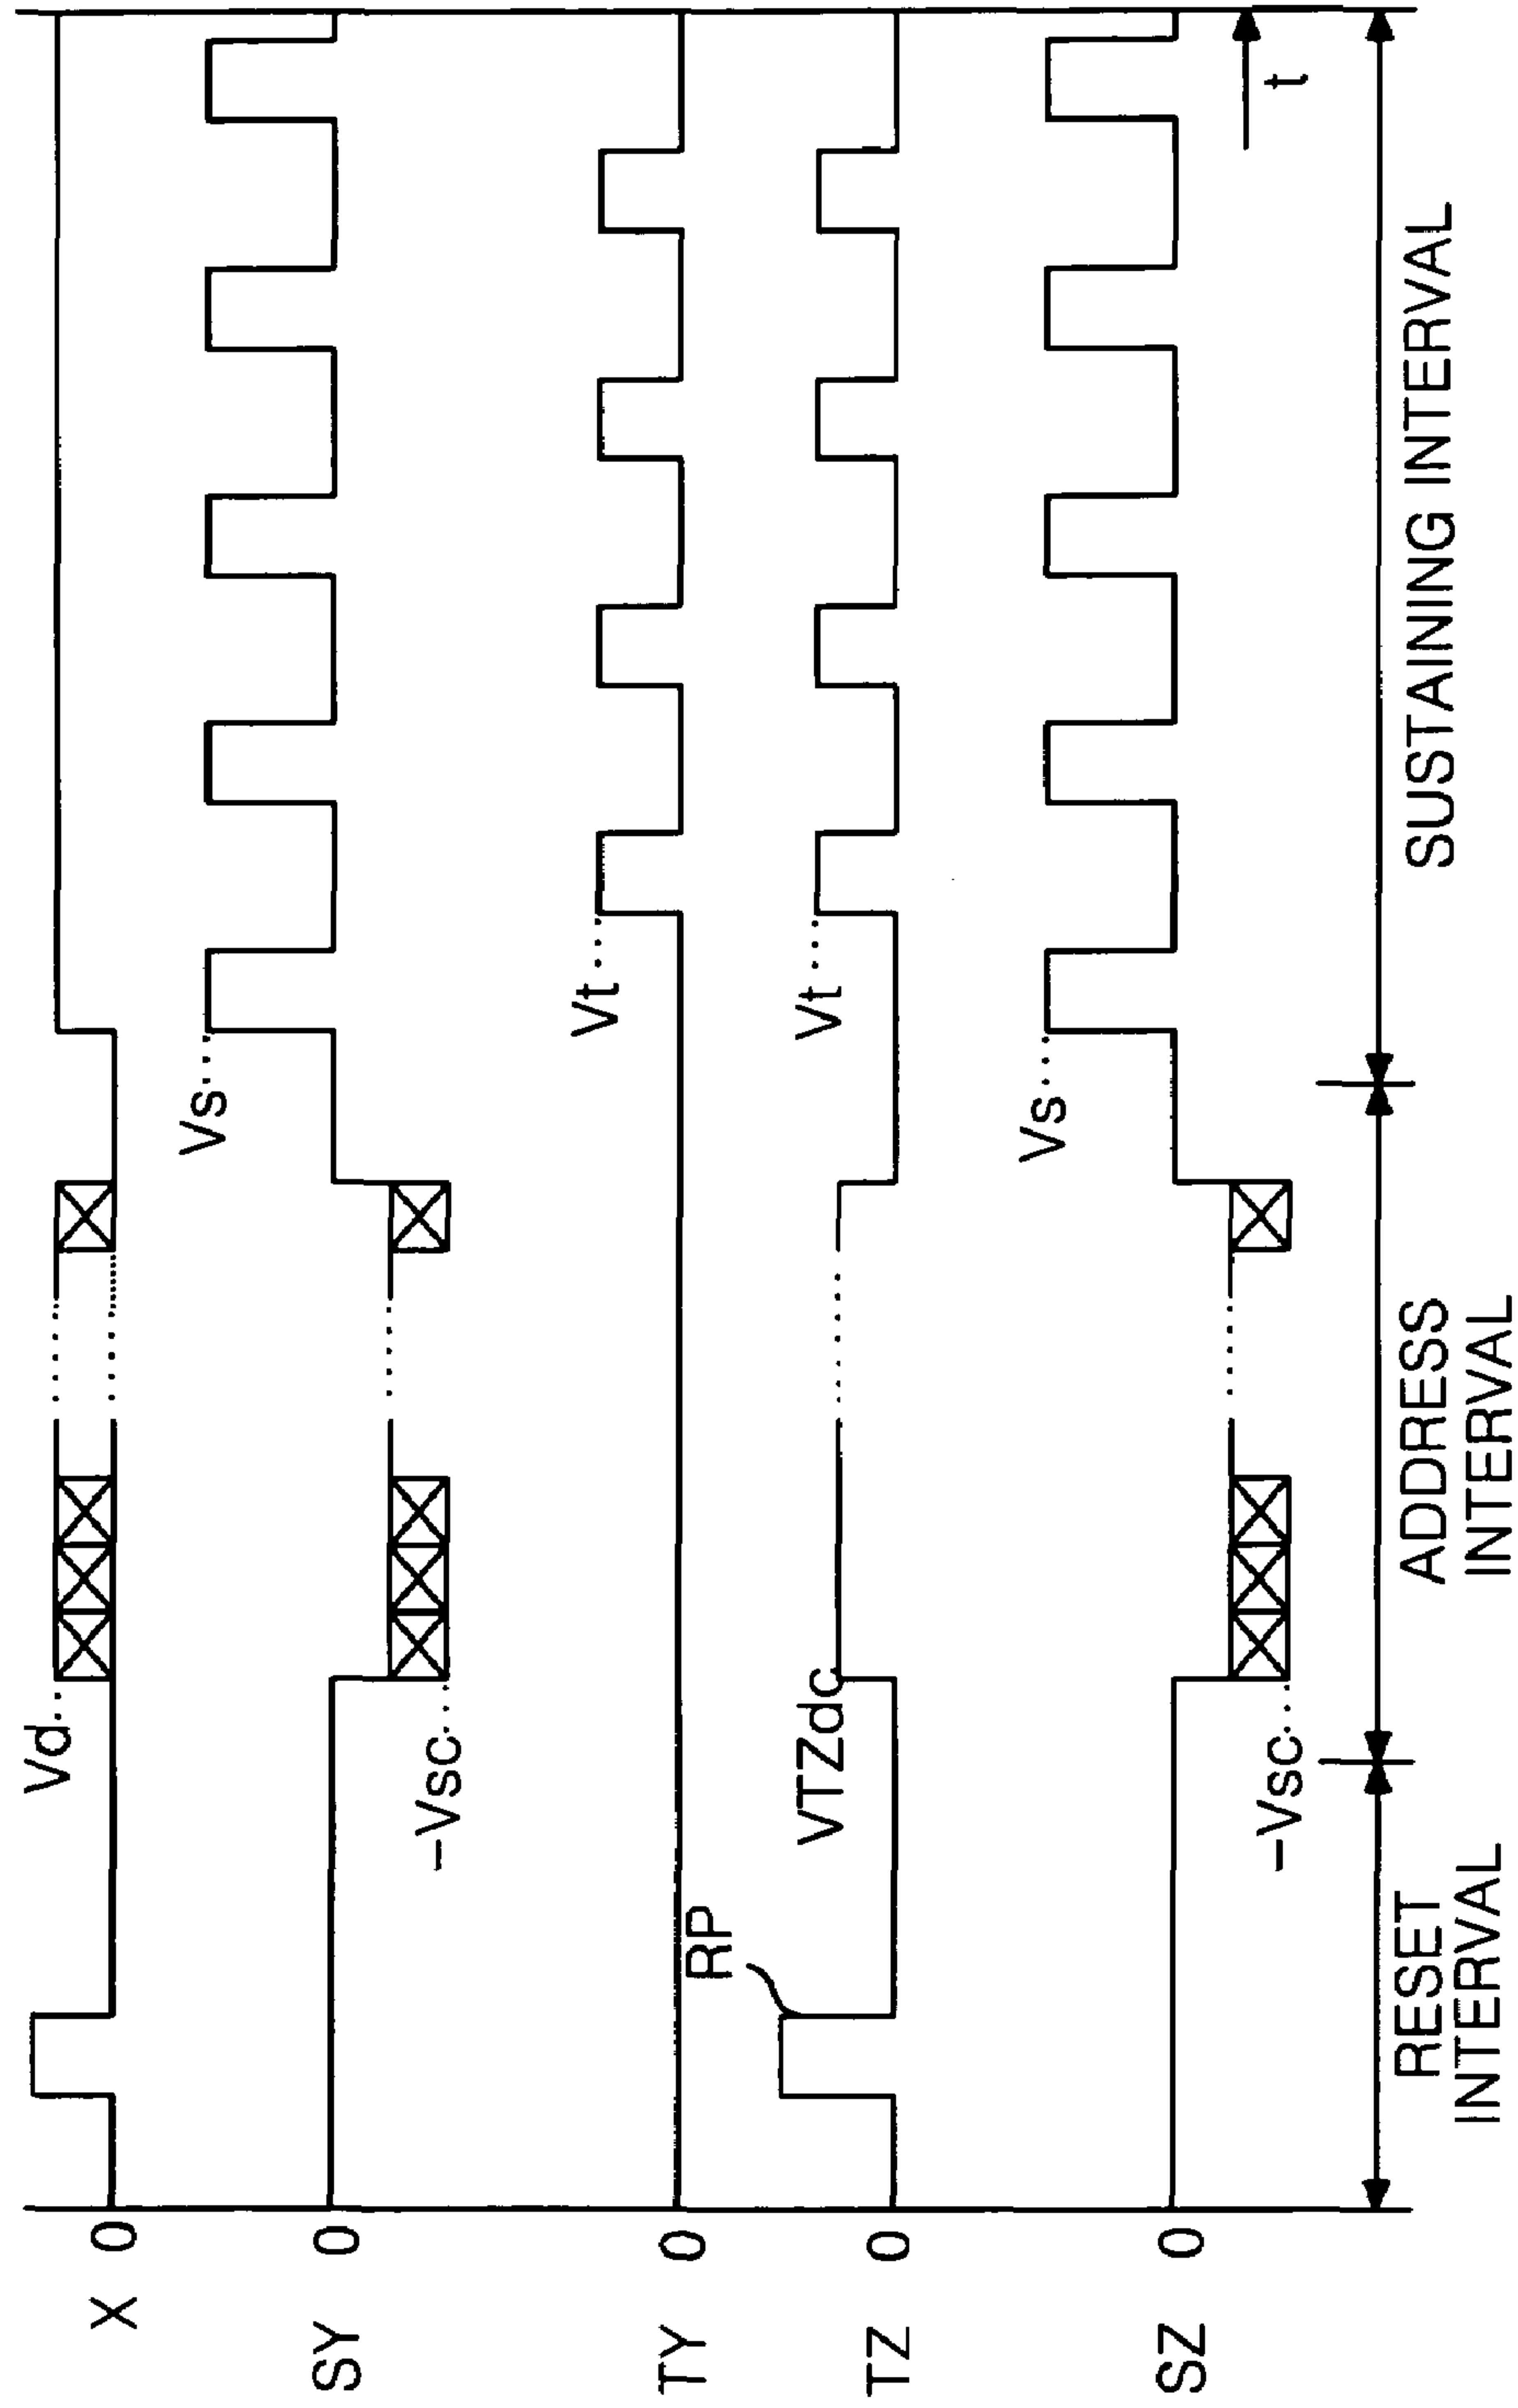 X 0
Vd
SY 0
Vs
-Vsc
TY 0
Vt
RP
TZ 0
VTZdc
Vt
SZ 0
Vs
-Vsc
t
RESET
INTERVAL
ADDRESS
INTERVAL
SUSTAINING INTERVAL